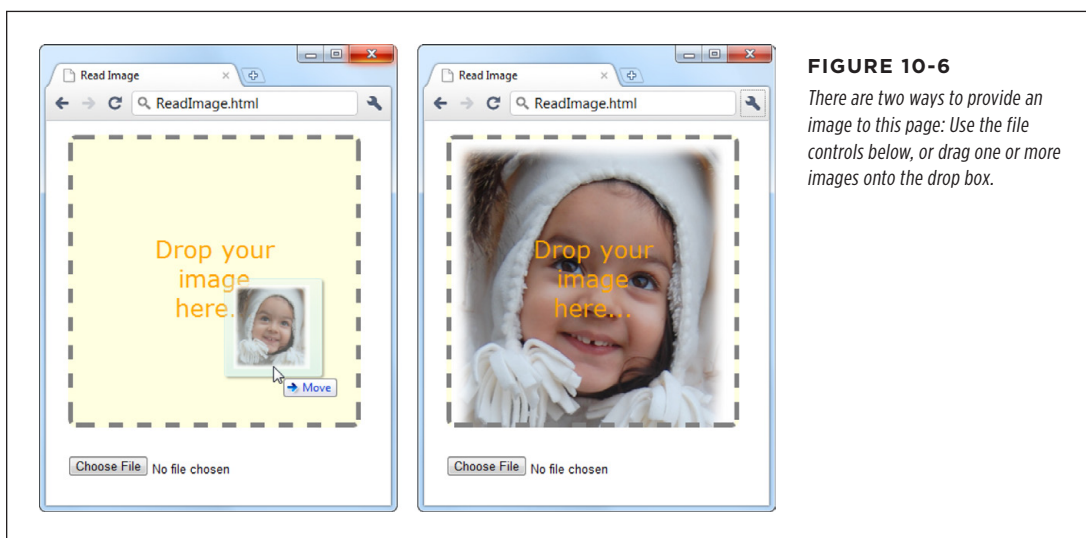 Read Image
ReadImage.html
Drop your
image
here...
Move
Choose File No file chosen
Read Image
ReadImage.html
Drop your
image
here...
Choose File No file chosen
FIGURE 10-6
There are two ways to provide an
image to this page: Use the file
controls below, or drag one or more
images onto the drop box.